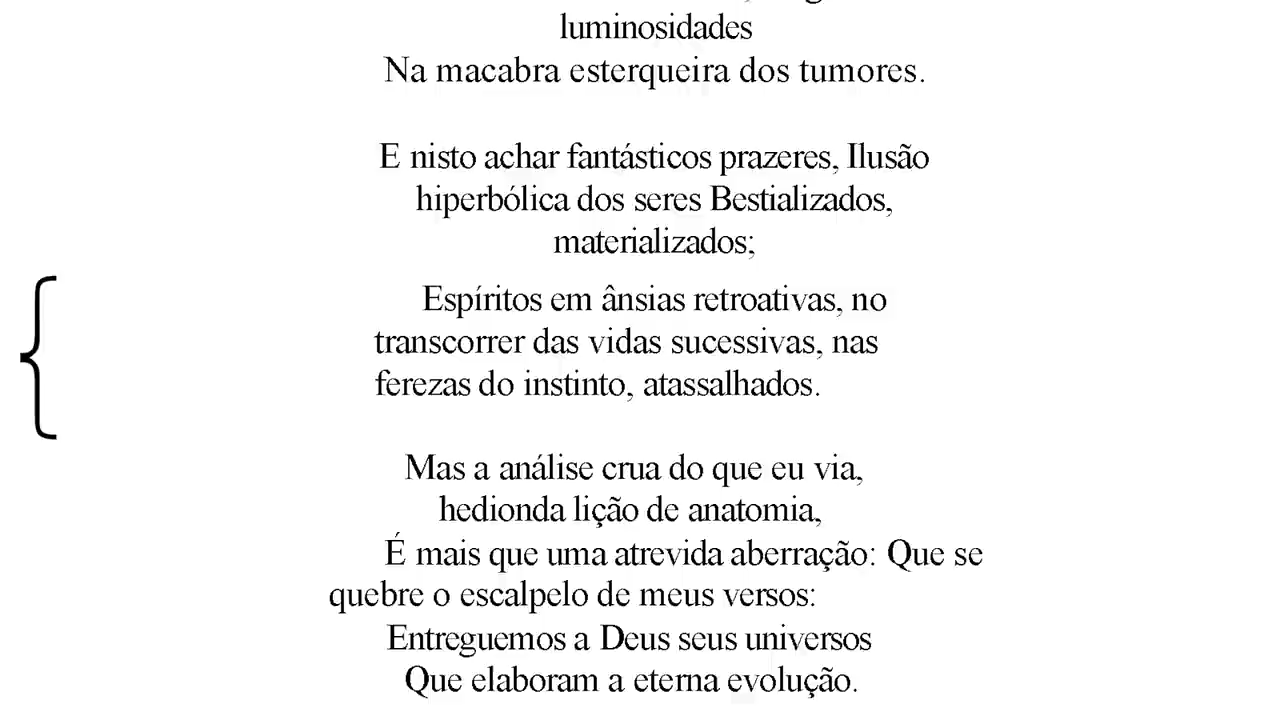 luminosidades
Na macabra esterqueira dos tumores.
E nisto achar fantásticos prazeres, Ilusão
hiperbólica dos seres Bestializados,
materializados;
Espíritos em ânsias retroativas, no
transcorrer das vidas sucessivas, nas
ferezas do instinto, atassalhados.
Mas a análise crua do que eu via,
hedionda lição de anatomia,
É mais que uma atrevida aberração: Que se
quebre o escalpelo de meus versos:
Entreguemos a Deus seus universos
Que elaboram a eterna evolução.